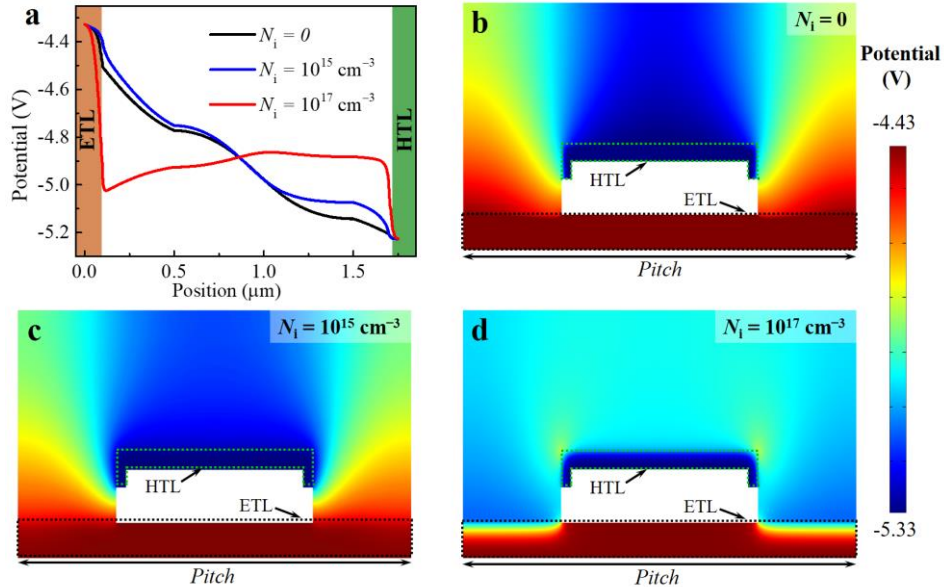 a
N_i = 0
N_i = 10^15 cm^−3
N_i = 10^17 cm^−3
ETL
HTL
Potential (V)
-4.3
-4.6
-4.8
-5.0
-5.2
0.0
0.5
1.0
1.5
Position (μm)
b
N_i = 0
HTL
ETL
Pitch
Potential
(V)
-4.43
-5.33
c
N_i = 10^15 cm^−3
HTL
ETL
Pitch
d
N_i = 10^17 cm^−3
HTL
ETL
Pitch